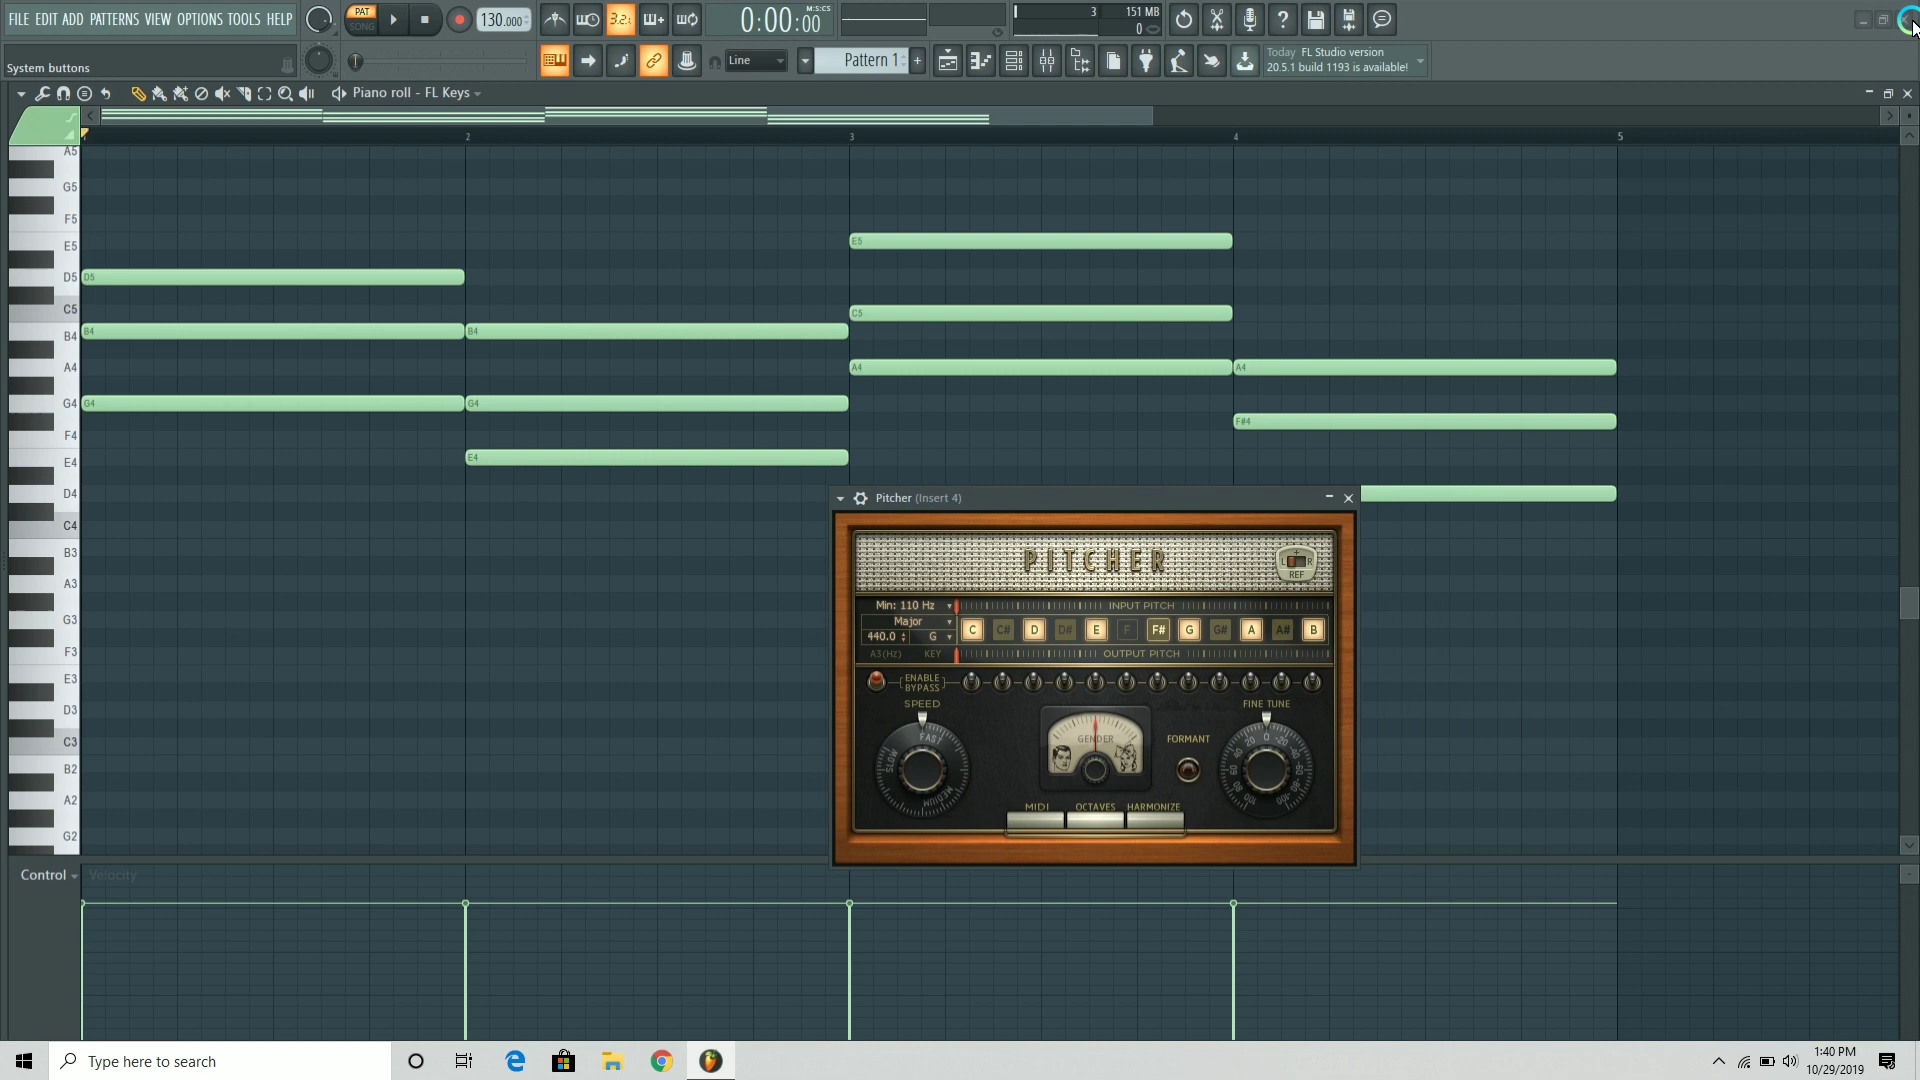 FILE EDIT ADD PATTERNS VIEW OPTIONS TOOLS HELP
PAT
SONG
130.000
3.2.
0:00:00
M:S:CS
3
151 MB
0
System buttons
Line
Pattern 1
+
Today FL Studio version
20.5.1 build 1193 is available!
Piano roll - FL Keys
2
3
4
5
A5
G5
F5
E5
D5
C5
B4
A4
G4
F4
E4
D4
C4
B3
A3
G3
F3
E3
D3
C3
B2
A2
G2
E5
D5
C5
B4
B4
A4
A4
G4
G4
F#4
E4
Pitcher (Insert 4)
PITCHER
L R
REF
Min: 110 Hz
INPUT PITCH
Major
C C# D D# E F F# G G# A A# B
440.0 G
A3(Hz) KEY
OUTPUT PITCH
ENABLE
BYPASS
SPEED
FINE TUNE
FAST
SLOW
MEDIUM
GENDER
FORMANT
MIDI OCTAVES HARMONIZE
Control
Velocity
Type here to search
1:40 PM
10/29/2019